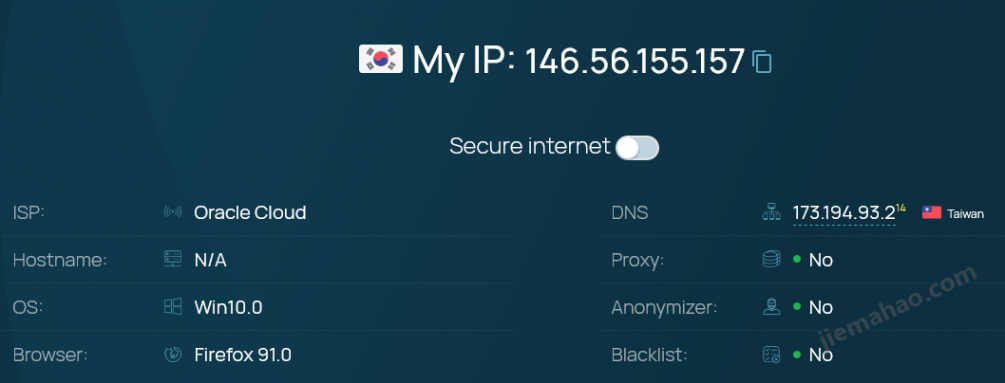 My IP: 146.56.155.157
Secure internet
ISP: Oracle Cloud
DNS 173.194.93.2 14 Taiwan
Hostname: N/A
Proxy: No
OS: Win10.0
Anonymizer: No
Browser: Firefox 91.0
Blacklist: No
jiemahao.com